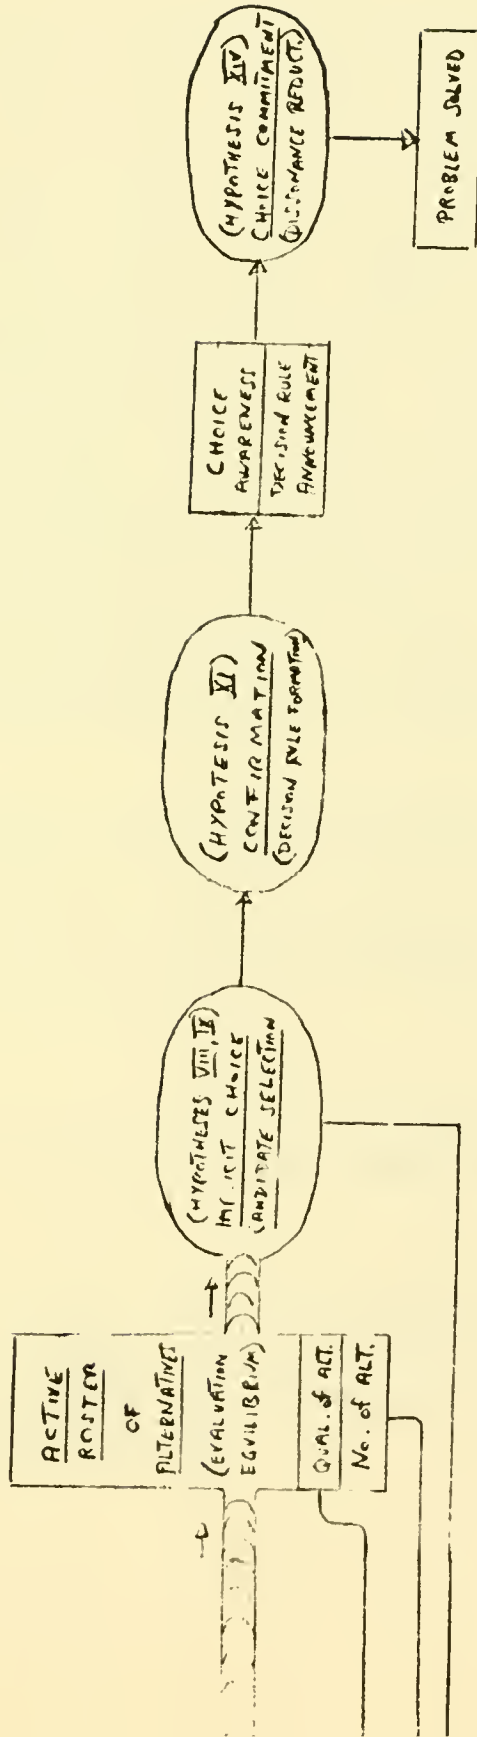 ACTIVE
ROSTER
OF
ALTERNATIVES
(EVALUATION
EQUILIBRIUM)
QUAL. of ALT.
No. of ALT.
(HYPOTHESES VIII, IX)
IMPLICIT CHOICE
CANDIDATE SELECTION
(HYPOTESIS XI)
CONFIRMATION
(DECISION RULE FORMATION)
CHOICE
AWARENESS
DECISION RULE
ANNOUNCEMENT
(HYPOTHESIS XIV)
CHOICE COMMITMENT
(DISSONANCE REDUCT.)
PROBLEM SOLVED